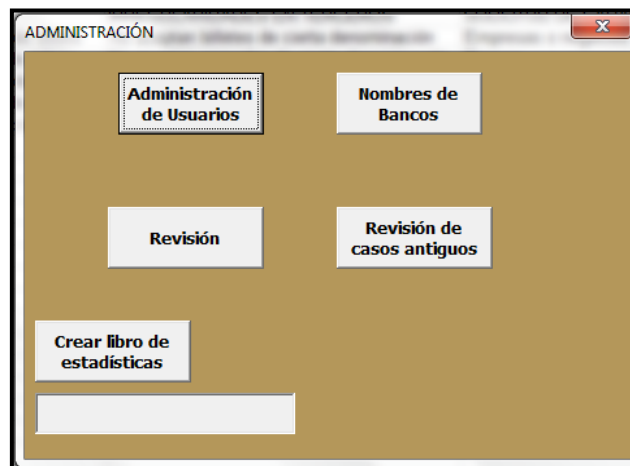 ADMINISTRACIÓN
Administración
de Usuarios
Nombres de
Bancos
Revisión
Revisión de
casos antiguos
Crear libro de
estadísticas